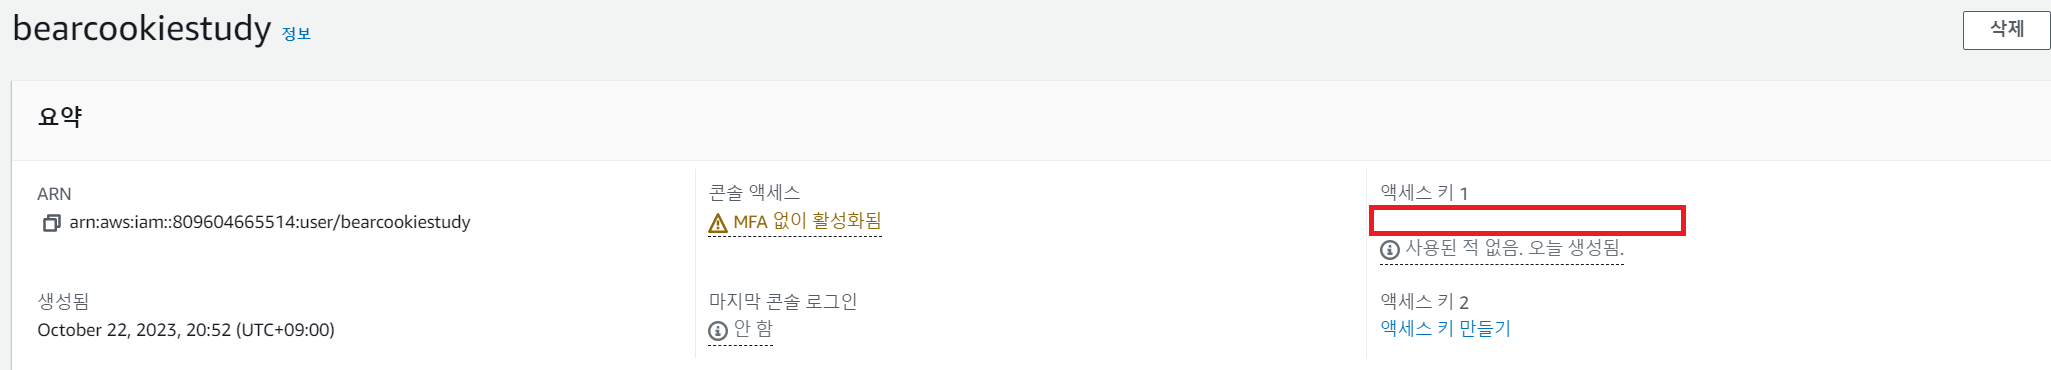 bearcookiestudy 정보
삭제
요약
ARN
arn:aws:iam::809604665514:user/bearcookiestudy
생성됨
October 22, 2023, 20:52 (UTC+09:00)
콘솔 액세스
MFA 없이 활성화됨
마지막 콘솔 로그인
안 함
액세스 키 1
사용된 적 없음. 오늘 생성됨.
액세스 키 2
액세스 키 만들기